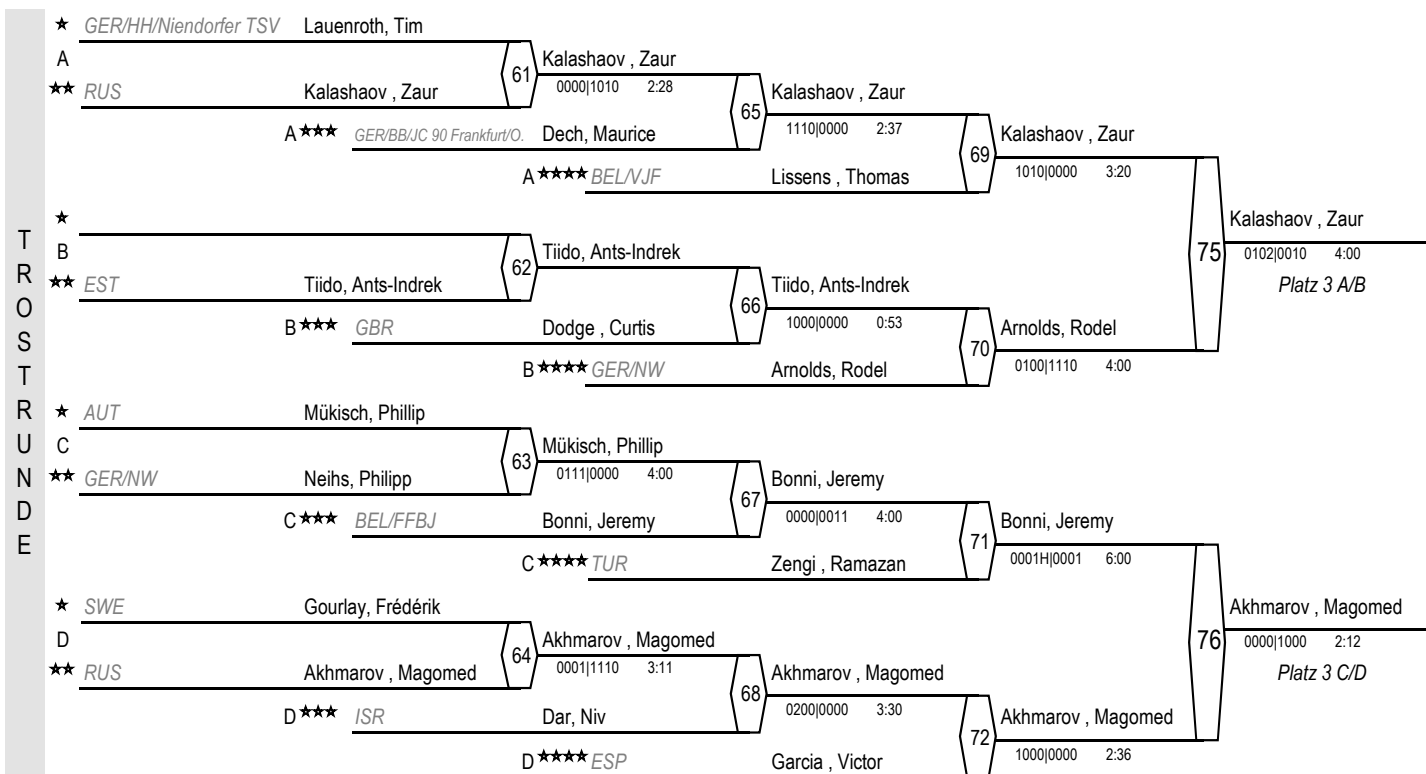 TROSTRUNDE
★ GER/HH/Niendorfer TSV Lauenroth, Tim
A
61 Kalashaov , Zaur
0000|1010 2:28
★★ RUS Kalashaov , Zaur
65 Kalashaov , Zaur
1110|0000 2:37
A ★★★ GER/BB/JC 90 Frankfurt/O. Dech, Maurice
69 Kalashaov , Zaur
1010|0000 3:20
A ★★★★ BEL/VJF Lissens , Thomas
★
B
62 Tiido, Ants-Indrek
★★ EST Tiido, Ants-Indrek
66 Tiido, Ants-Indrek
1000|0000 0:53
B ★★★ GBR Dodge , Curtis
70 Arnolds, Rodel
0100|1110 4:00
B ★★★★ GER/NW Arnolds, Rodel
75 Kalashaov , Zaur
0102|0010 4:00
Platz 3 A/B
★ AUT Mükisch, Phillip
C
63 Mükisch, Phillip
0111|0000 4:00
★★ GER/NW Neihs, Philipp
67 Bonni, Jeremy
0000|0011 4:00
C ★★★ BEL/FFBJ Bonni, Jeremy
71 Bonni, Jeremy
0001H|0001 6:00
C ★★★★ TUR Zengi , Ramazan
★ SWE Gourlay, Frédérik
D
64 Akhmarov , Magomed
0001|1110 3:11
★★ RUS Akhmarov , Magomed
68 Akhmarov , Magomed
0200|0000 3:30
D ★★★ ISR Dar, Niv
72 Akhmarov , Magomed
1000|0000 2:36
D ★★★★ ESP Garcia , Victor
76 Akhmarov , Magomed
0000|1000 2:12
Platz 3 C/D